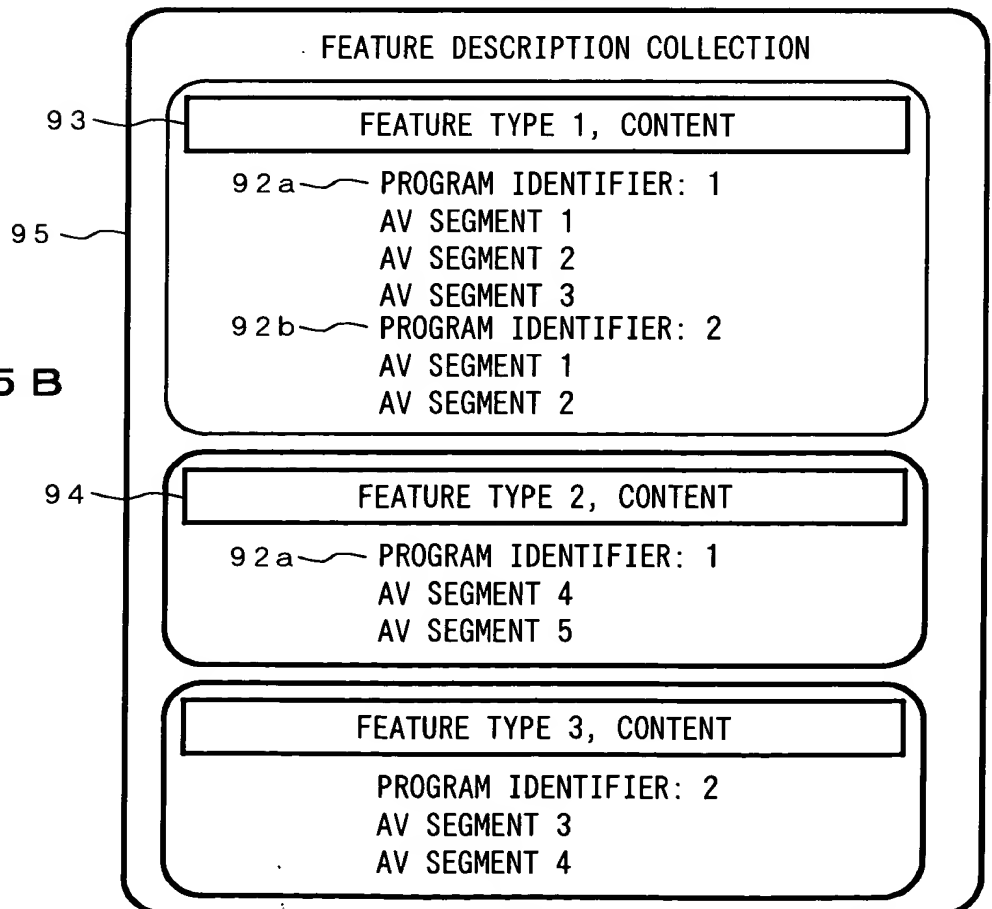 FEATURE DESCRIPTION COLLECTION
93 FEATURE TYPE 1, CONTENT
92a PROGRAM IDENTIFIER: 1
AV SEGMENT 1
95
AV SEGMENT 2
AV SEGMENT 3
92b PROGRAM IDENTIFIER: 2
AV SEGMENT 1
5 B
AV SEGMENT 2
94 FEATURE TYPE 2, CONTENT
92a PROGRAM IDENTIFIER: 1
AV SEGMENT 4
AV SEGMENT 5
FEATURE TYPE 3, CONTENT
PROGRAM IDENTIFIER: 2
AV SEGMENT 3
AV SEGMENT 4